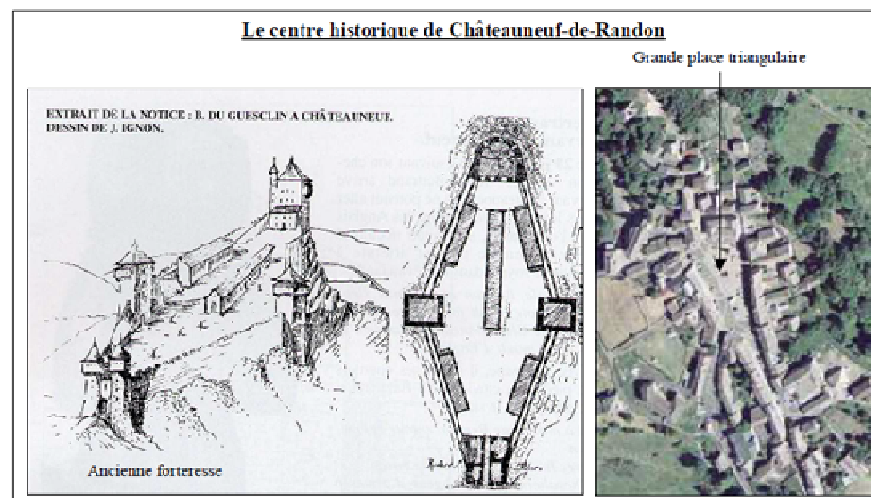 Le centre historique de Châteauneuf-de-Randon
Grande place triangulaire
EXTRAIT DE LA NOTICE : B. DU GUESCLIN A CHÂTEAUNEUF.
DESSIN DE J. IGNON.
Ancienne forteresse